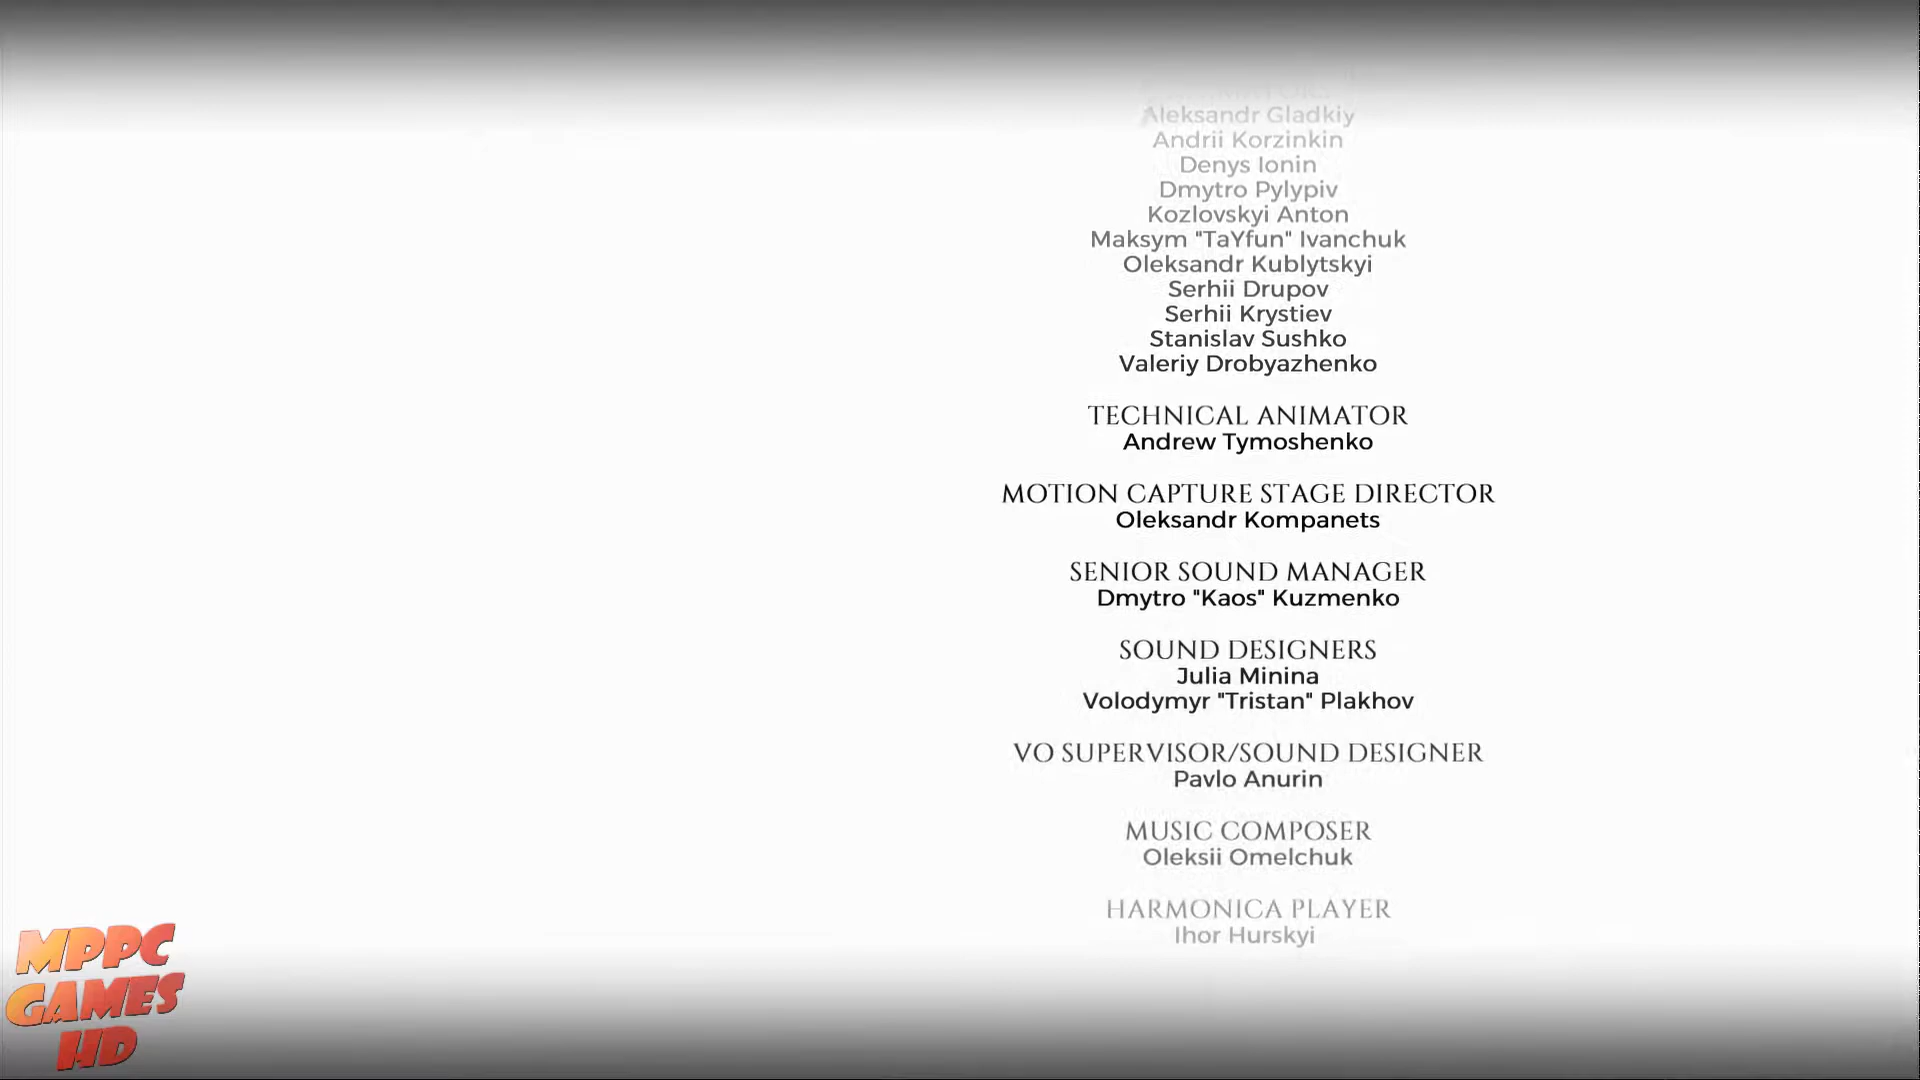 Aleksandr Gladkiy
Andrii Korzinkin
Denys Ionin
Dmytro Pylypiv
Kozlovskyi Anton
Maksym "TaYfun" Ivanchuk
Oleksandr Kublytskyi
Serhii Drupov
Serhii Krystiev
Stanislav Sushko
Valeriy Drobyazhenko
TECHNICAL ANIMATOR
Andrew Tymoshenko
MOTION CAPTURE STAGE DIRECTOR
Oleksandr Kompanets
SENIOR SOUND MANAGER
Dmytro "Kaos" Kuzmenko
SOUND DESIGNERS
Julia Minina
Volodymyr "Tristan" Plakhov
VO SUPERVISOR/SOUND DESIGNER
Pavlo Anurin
MUSIC COMPOSER
Oleksii Omelchuk
HARMONICA PLAYER
Ihor Hurskyi
MPPC
GAMES
HD